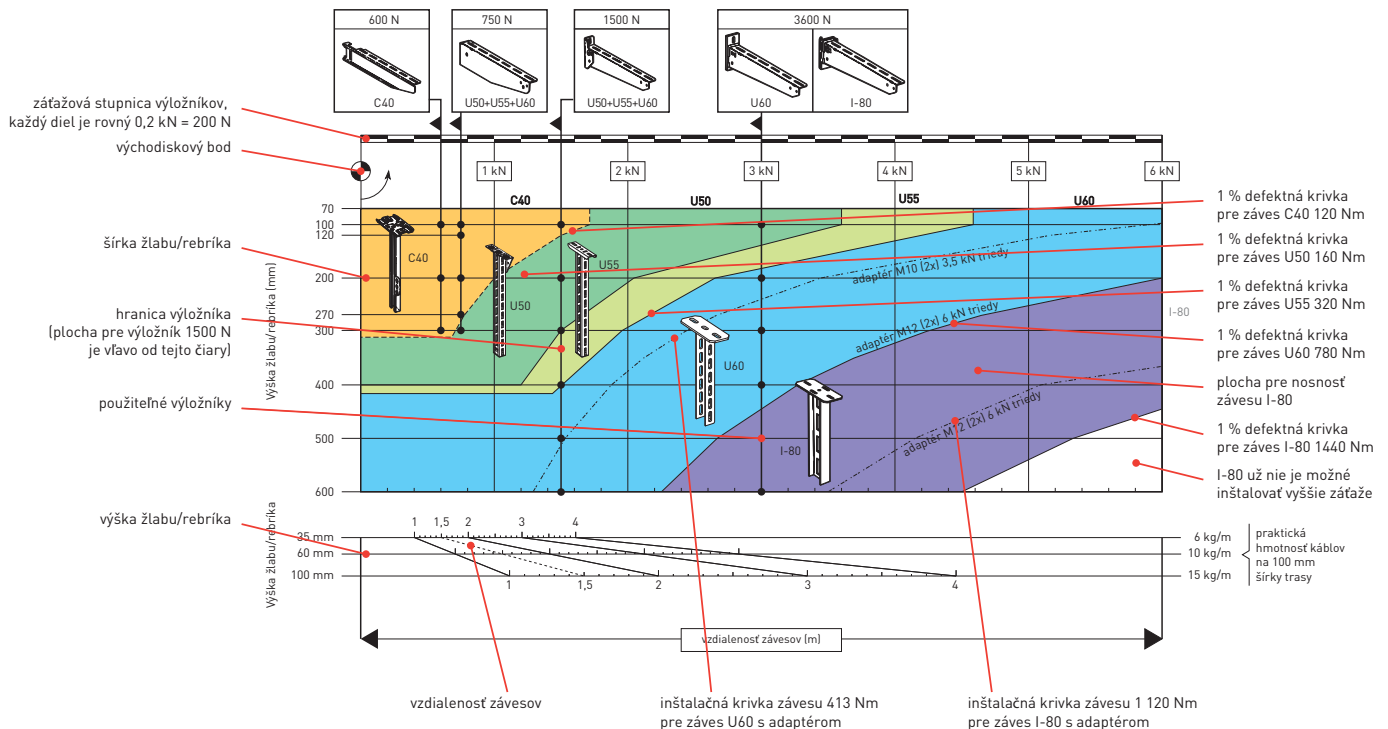 600 N
750 N
1500 N
3600 N
C40
U50+U55+U60
U50+U55+U60
U60
I-80
záťažová stupnica výložníkov,
každý diel je rovný 0,2 kN = 200 N
východiskový bod
1 kN
2 kN
3 kN
4 kN
5 kN
6 kN
C40
U50
U55
U60
70
100
120
200
270
300
400
500
600
Výška žlabu/rebríka (mm)
šírka žlabu/rebríka
hranica výložníka
(plocha pre výložník 1500 N
je vľavo od tejto čiary)
použiteľné výložníky
C40
U50
U55
U60
I-80
I-80
adaptér M10 (2x) 3,5 kN triedy
adaptér M12 (2x) 6 kN triedy
adaptér M12 (2x) 6 kN triedy
1 % defektná krivka
pre záves C40 120 Nm
1 % defektná krivka
pre záves U50 160 Nm
1 % defektná krivka
pre záves U55 320 Nm
1 % defektná krivka
pre záves U60 780 Nm
plocha pre nosnosť
závesu I-80
1 % defektná krivka
pre záves I-80 1440 Nm
I-80 už nie je možné
inštalovať vyššie záťaže
výška žlabu/rebríka
Výška žlabu/rebríka
1
1,5
2
3
4
35 mm
60 mm
100 mm
1
1,5
2
3
4
6 kg/m
10 kg/m
15 kg/m
praktická
hmotnosť káblov
na 100 mm
šírky trasy
vzdialenosť závesov (m)
vzdialenosť závesov
inštalačná krivka závesu 413 Nm
pre záves U60 s adaptérom
inštalačná krivka závesu 1 120 Nm
pre záves I-80 s adaptérom